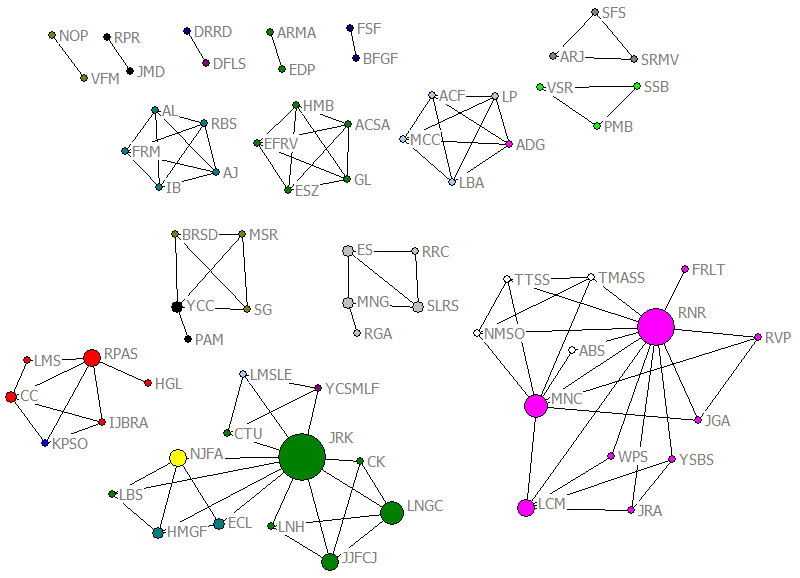 NOP
RPR
DRRD
ARMA
FSF
SFS
VFM
JMD
DFLS
EDP
BFGF
ARJ
SRMV
VSR
SSB
PMB
AL
RBS
FRM
IB
AJ
HMB
ACSA
EFRV
ESZ
GL
ACF
LP
MCC
ADG
LBA
BRSD
MSR
YCC
SG
PAM
ES
RRC
MNG
SLRS
RGA
TTSS
TMASS
FRLT
RNR
NMSO
ABS
RVP
MNC
JGA
WPS
YSBS
LCM
JRA
LMS
RPAS
HGL
CC
IJBRA
KPSO
LMSLE
YCSMLF
CTU
JRK
NJFA
CK
LBS
HMGF
ECL
LNH
LNGC
JJFCJ